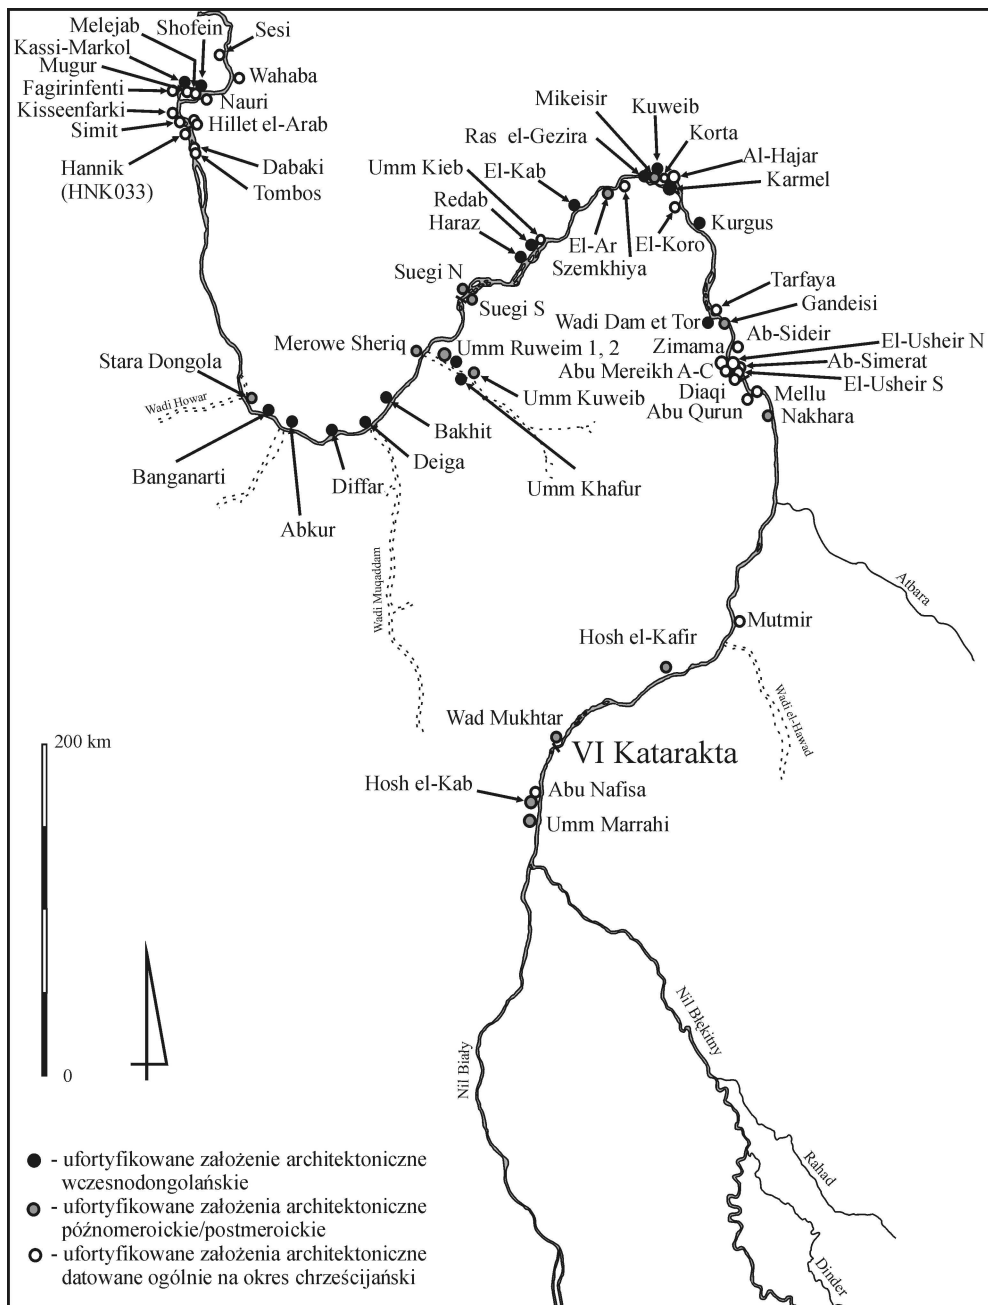 Melejab
Shofein
Sesi
Kassi-Markol
Mugur
Wahaba
Fagirinfenti
Nauri
Kisseenfarki
Hillet el-Arab
Simit
Hannik
(HNK033)
Dabaki
Tombos
Mikeisir
Kuweib
Ras el-Gezira
Korta
Al-Hajar
Karmel
Umm Kieb
El-Kab
Redab
Haraz
El-Ar
Szemkhiya
El-Koro
Kurgus
Suegi N
Suegi S
Tarfaya
Gandeisi
Wadi Dam et Tor
Ab-Sideir
Zimama
El-Usheir N
Ab-Simerat
Abu Mereikh A-C
El-Usheir S
Diaqi
Mellu
Abu Qurun
Nakhara
Merowe Sheriq
Umm Ruweim 1, 2
Umm Kuweib
Stara Dongola
Wadi Howar
Bakhit
Banganarti
Deiga
Diffar
Umm Khafur
Abkur
Wadi Muqaddam
Atbara
Mutmir
Hosh el-Kafir
Wadi el-Hawad
Wad Mukhtar
VI Katarakta
200 km
Hosh el-Kab
Abu Nafisa
Umm Marrahi
0
Nil Biały
Nil Błękitny
Rahad
Dinder
- ufortyfikowane założenie architektoniczne
wczesnodongolańskie
- ufortyfikowane założenia architektoniczne
późnomeroickie/postmeroickie
- ufortyfikowane założenia architektoniczne
datowane ogólnie na okres chrześcijański